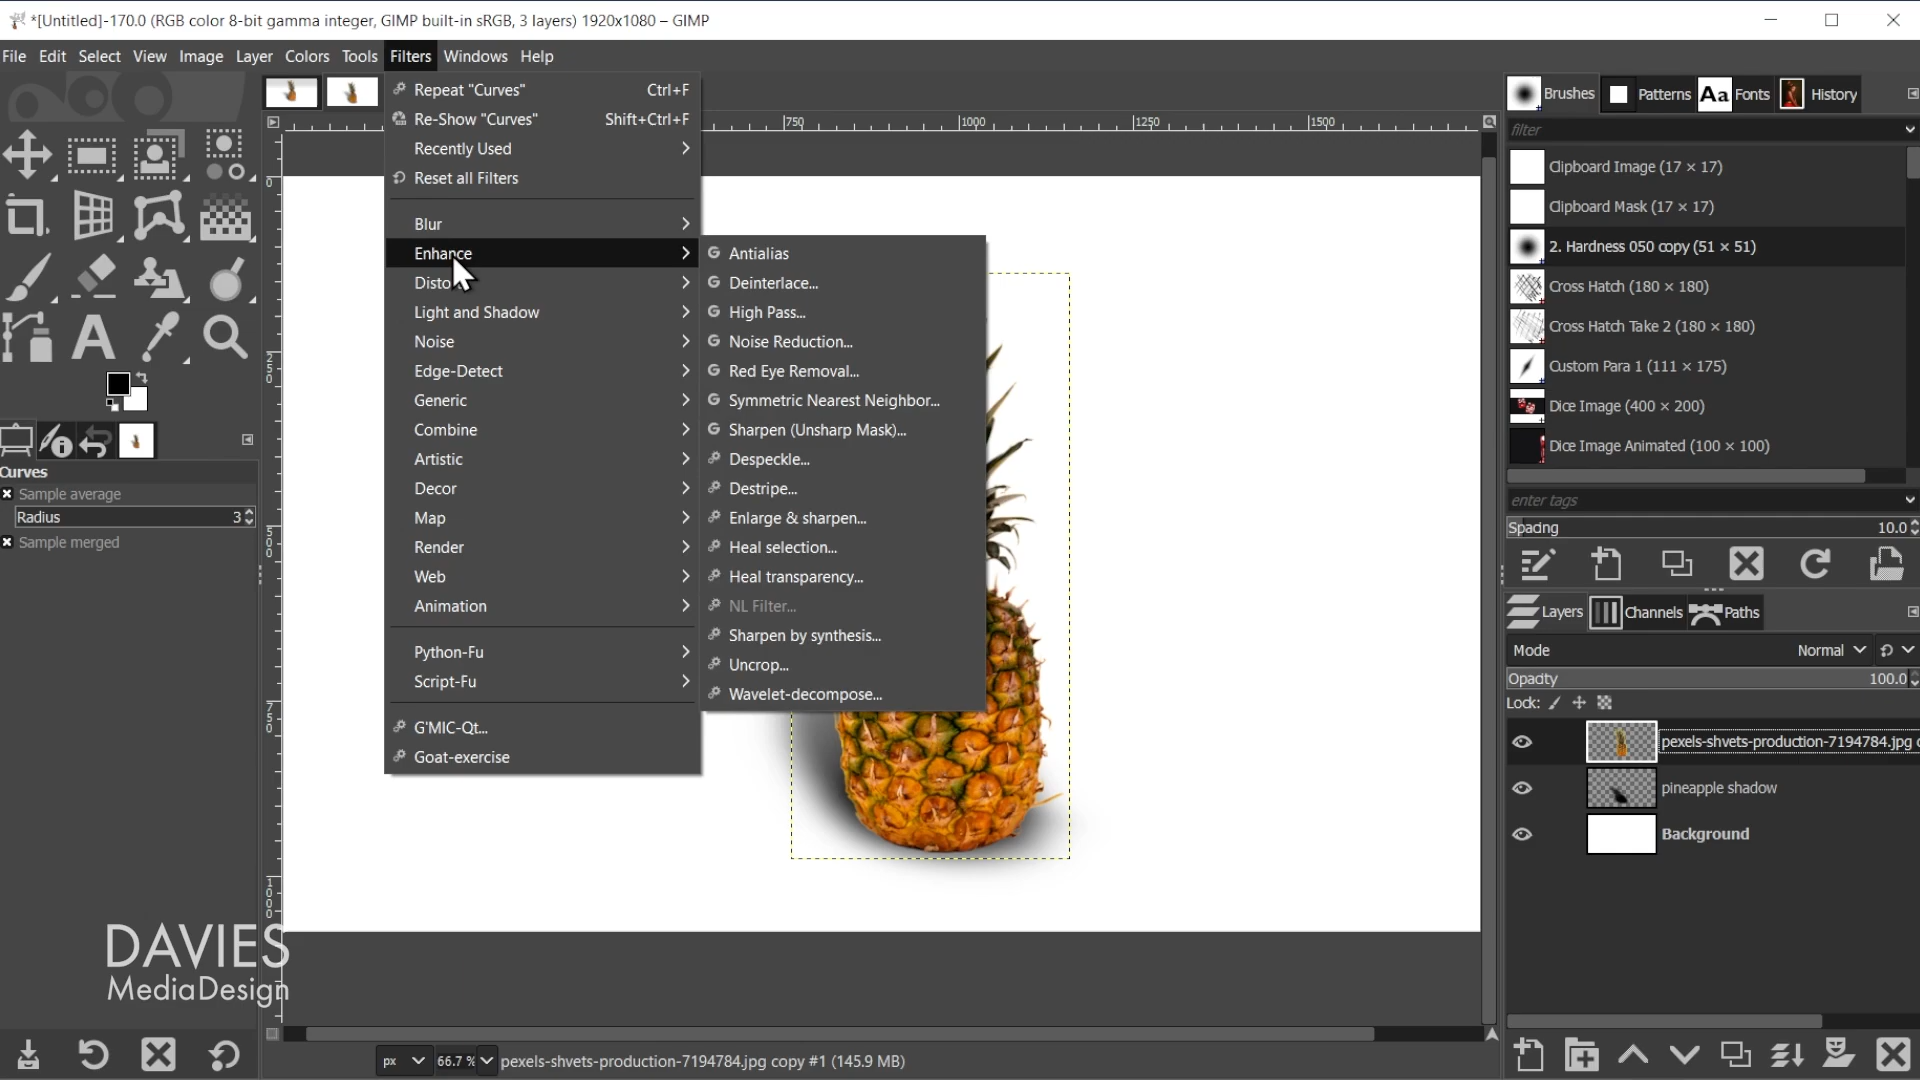 *[Untitled]-170.0 (RGB color 8-bit gamma integer, GIMP built-in sRGB, 3 layers) 1920x1080 – GIMP
File Edit Select View Image Layer Colors Tools Filters Windows Help
Repeat "Curves" Ctrl+F
Re-Show "Curves" Shift+Ctrl+F
Recently Used
Reset all Filters
Blur
Enhance
Disto
Light and Shadow
Noise
Edge-Detect
Generic
Combine
Artistic
Decor
Map
Render
Web
Animation
Python-Fu
Script-Fu
G'MIC-Qt...
Goat-exercise
Antialias
Deinterlace...
High Pass...
Noise Reduction...
Red Eye Removal...
Symmetric Nearest Neighbor...
Sharpen (Unsharp Mask)...
Despeckle...
Destripe...
Enlarge & sharpen...
Heal selection...
Heal transparency...
NL Filter...
Sharpen by synthesis...
Uncrop...
Wavelet-decompose...
750 1000 1250 1500
0
250
500
750
1000
Curves
Sample average
Radius 3
Sample merged
DAVIES
MediaDesign
px 66.7 % pexels-shvets-production-7194784.jpg copy #1 (145.9 MB)
Brushes Patterns Aa Fonts History
filter
Clipboard Image (17 × 17)
Clipboard Mask (17 × 17)
2. Hardness 050 copy (51 × 51)
Cross Hatch (180 × 180)
Cross Hatch Take 2 (180 × 180)
Custom Para 1 (111 × 175)
Dice Image (400 × 200)
Dice Image Animated (100 × 100)
enter tags
Spacing 10.0
Layers Channels Paths
Mode Normal
Opacity 100.0
Lock:
pexels-shvets-production-7194784.jpg c
pineapple shadow
Background